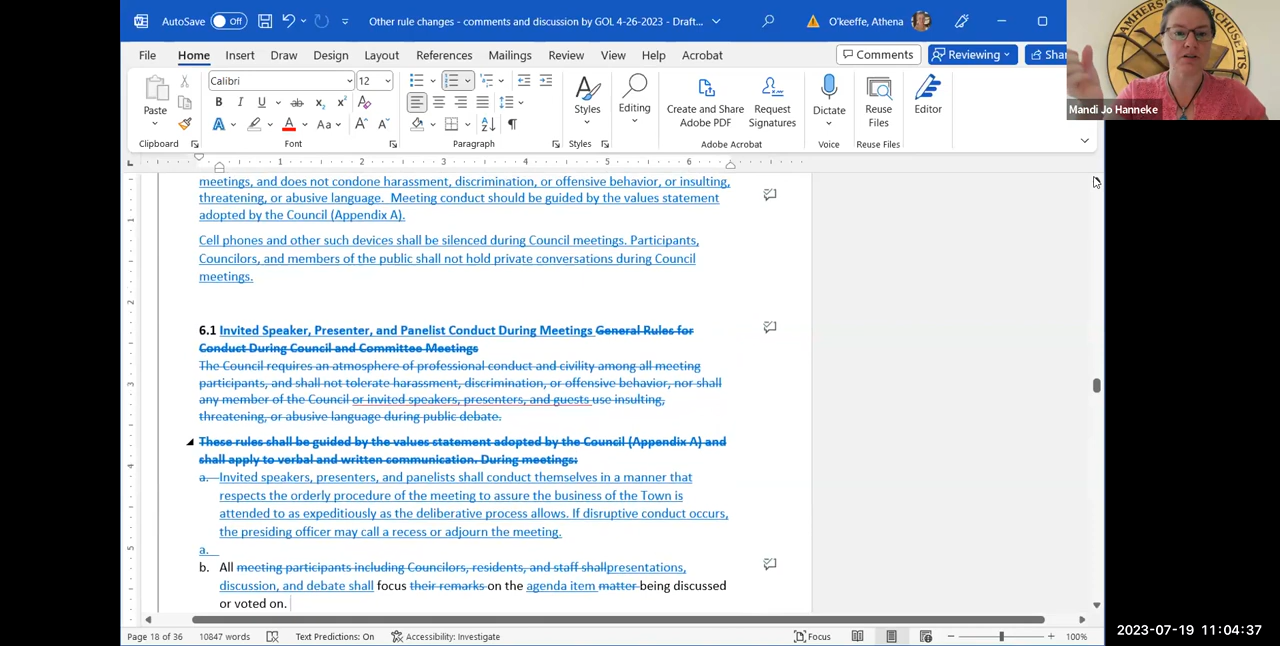 AutoSave Off Other rule changes - comments and discussion by GOL 4-26-2023 - Draft... O'keeffe, Athena
File Home Insert Draw Design Layout References Mailings Review View Help Acrobat Comments Reviewing Sha
Calibri 12
Paste Styles Editing Create and Share Adobe PDF Request Signatures Dictate Reuse Files Editor
Clipboard Font Paragraph Styles Adobe Acrobat Voice Reuse Files
AMHERST MASSACHUSETTS
Mandi Jo Hanneke
1 2 3 4 5 6
meetings, and does not condone harassment, discrimination, or offensive behavior, or insulting,
threatening, or abusive language. Meeting conduct should be guided by the values statement
adopted by the Council (Appendix A).
Cell phones and other such devices shall be silenced during Council meetings. Participants,
Councilors, and members of the public shall not hold private conversations during Council
meetings.
6.1 Invited Speaker, Presenter, and Panelist Conduct During Meetings General Rules for
Conduct During Council and Committee Meetings
The Council requires an atmosphere of professional conduct and civility among all meeting
participants, and shall not tolerate harassment, discrimination, or offensive behavior, nor shall
any member of the Council or invited speakers, presenters, and guests use insulting,
threatening, or abusive language during public debate.
These rules shall be guided by the values statement adopted by the Council (Appendix A) and
shall apply to verbal and written communication. During meetings:
a. Invited speakers, presenters, and panelists shall conduct themselves in a manner that
respects the orderly procedure of the meeting to assure the business of the Town is
attended to as expeditiously as the deliberative process allows. If disruptive conduct occurs,
the presiding officer may call a recess or adjourn the meeting.
a.
b. All meeting participants including Councilors, residents, and staff shallpresentations,
discussion, and debate shall focus their remarks on the agenda item matter being discussed
or voted on.
Page 18 of 36 10847 words Text Predictions: On Accessibility: Investigate Focus 100%
2023-07-19 11:04:37